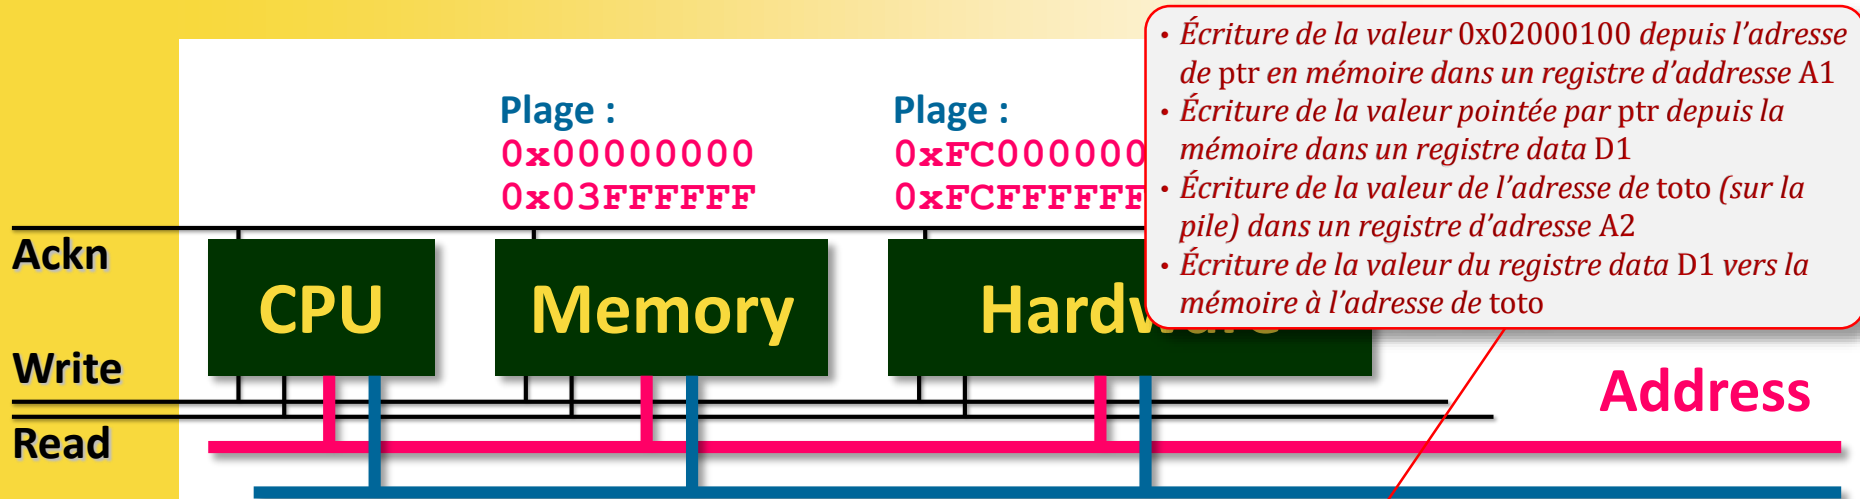 • Écriture de la valeur 0x02000100 depuis l’adresse
de ptr en mémoire dans un registre d’addresse A1
• Écriture de la valeur pointée par ptr depuis la
mémoire dans un registre data D1
• Écriture de la valeur de l’adresse de toto (sur la
pile) dans un registre d’adresse A2
• Écriture de la valeur du registre data D1 vers la
mémoire à l’adresse de toto
Plage :
0x00000000
0x03FFFFFF
Plage :
0xFC000000
0xFCFFFFFF
Ackn
CPU
Memory
Hardware
Write
Read
Address